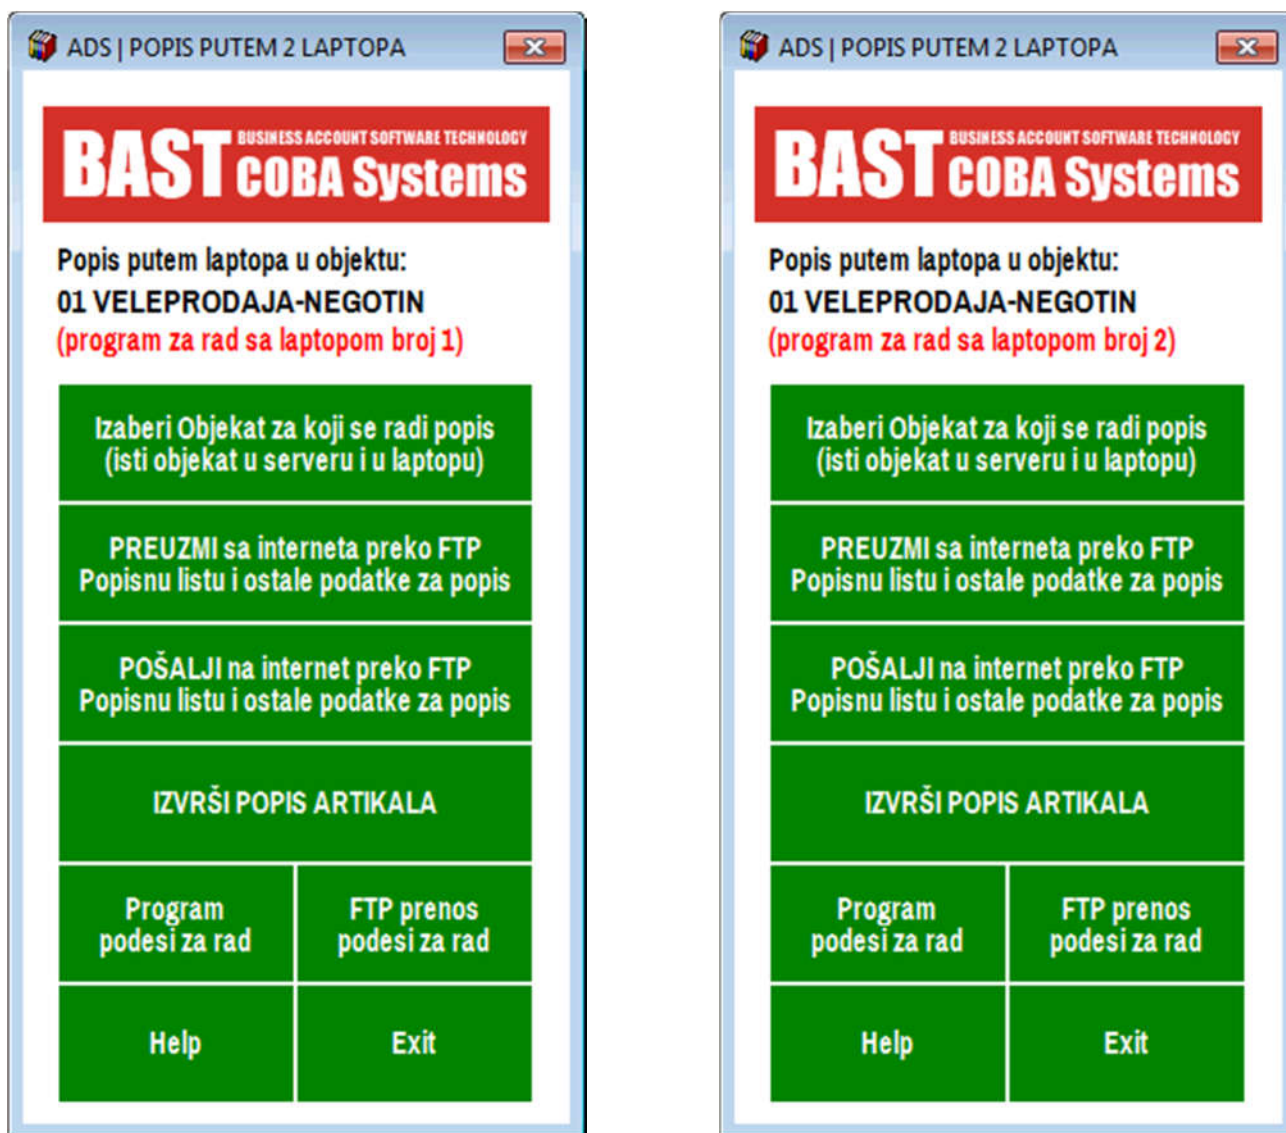 ADS | POPIS PUTEM 2 LAPTOPA
BAST BUSINESS ACCOUNT SOFTWARE TECHNOLOGY
COBA Systems
Popis putem laptopa u objektu:
01 VELEPRODAJA-NEGOTIN
(program za rad sa laptopom broj 1)
Izaberi Objekat za koji se radi popis
(isti objekat u serveru i u laptopu)
PREUZMI sa interneta preko FTP
Popisnu listu i ostale podatke za popis
POŠALJI na internet preko FTP
Popisnu listu i ostale podatke za popis
IZVRŠI POPIS ARTIKALA
Program
podesi za rad
FTP prenos
podesi za rad
Help
Exit
ADS | POPIS PUTEM 2 LAPTOPA
BAST BUSINESS ACCOUNT SOFTWARE TECHNOLOGY
COBA Systems
Popis putem laptopa u objektu:
01 VELEPRODAJA-NEGOTIN
(program za rad sa laptopom broj 2)
Izaberi Objekat za koji se radi popis
(isti objekat u serveru i u laptopu)
PREUZMI sa interneta preko FTP
Popisnu listu i ostale podatke za popis
POŠALJI na internet preko FTP
Popisnu listu i ostale podatke za popis
IZVRŠI POPIS ARTIKALA
Program
podesi za rad
FTP prenos
podesi za rad
Help
Exit